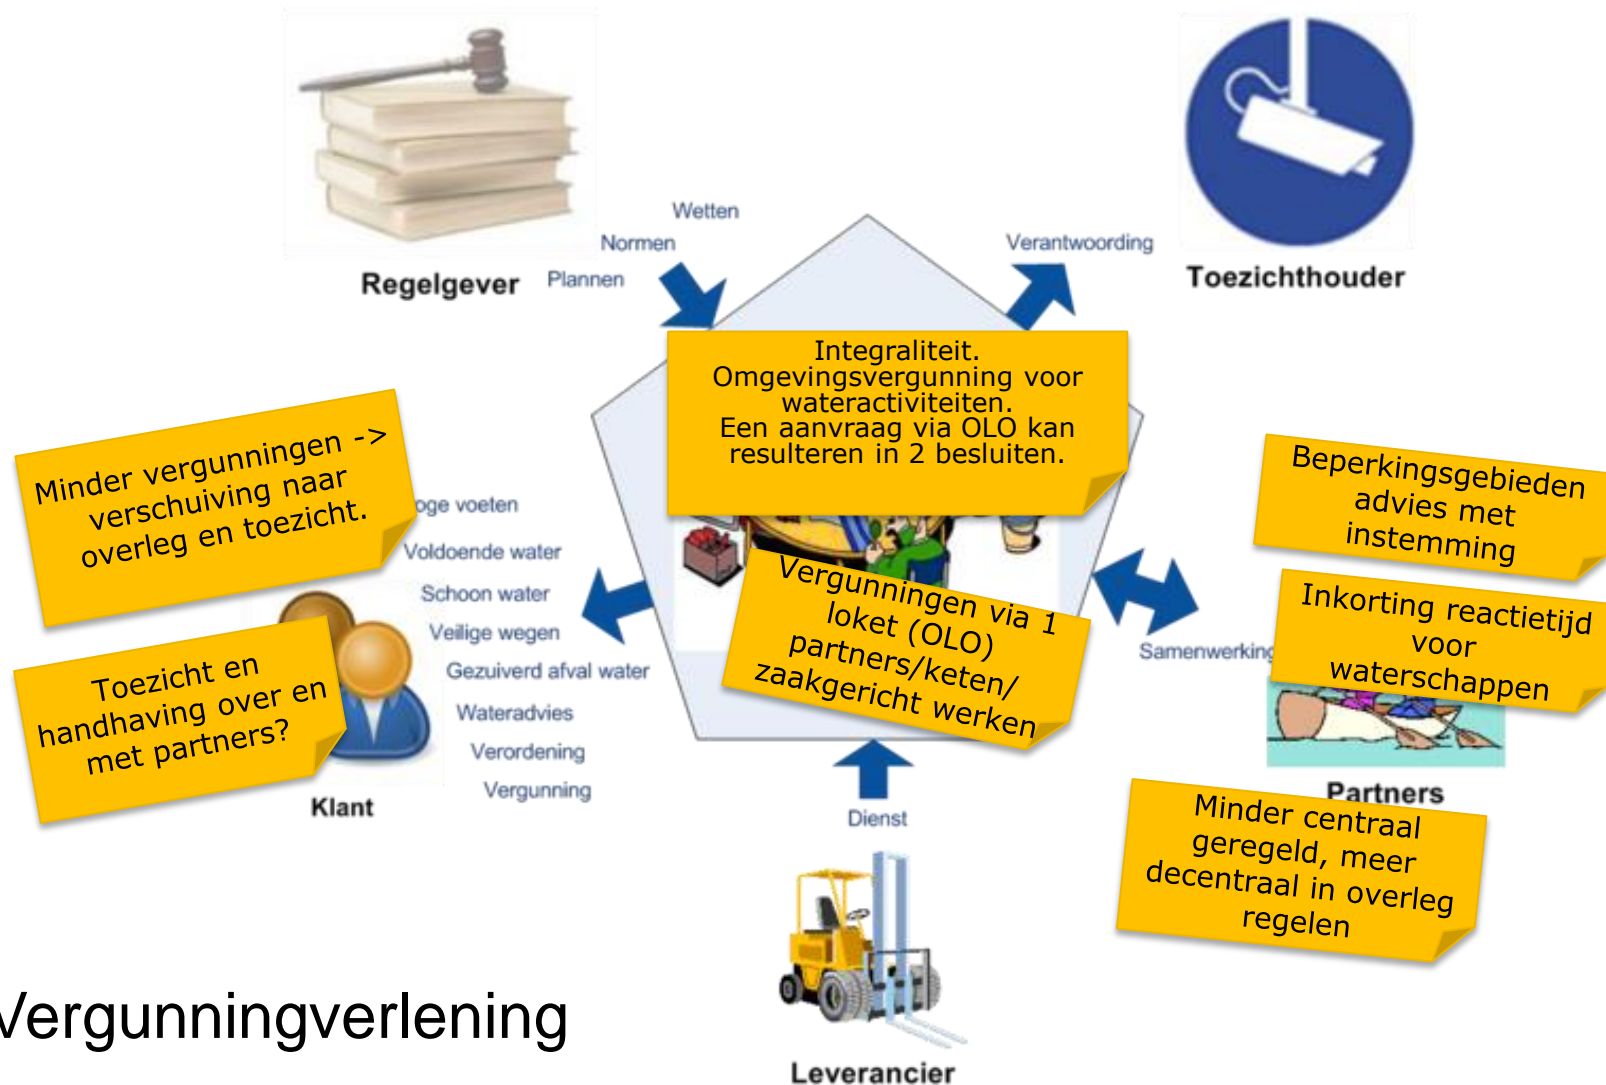 Wetten
Normen
Plannen
Regelgever
Verantwoording
Toezichthouder
Integraliteit.
Omgevingsvergunning voor
wateractiviteiten.
Een aanvraag via OLO kan
resulteren in 2 besluiten.
Minder vergunningen ->
verschuiving naar
overleg en toezicht.
oge voeten
Voldoende water
Schoon water
Veilige wegen
Gezuiverd afval water
Wateradvies
Verordening
Vergunning
Toezicht en
handhaving over en
met partners?
Klant
Vergunningen via 1
loket (OLO)
partners/keten/
zaakgericht werken
Beperkingsgebieden
advies met
instemming
Inkorting reactietijd
voor
waterschappen
Samenwerking
Partners
Minder centraal
geregeld, meer
decentraal in overleg
regelen
Dienst
Leverancier
Vergunningverlening